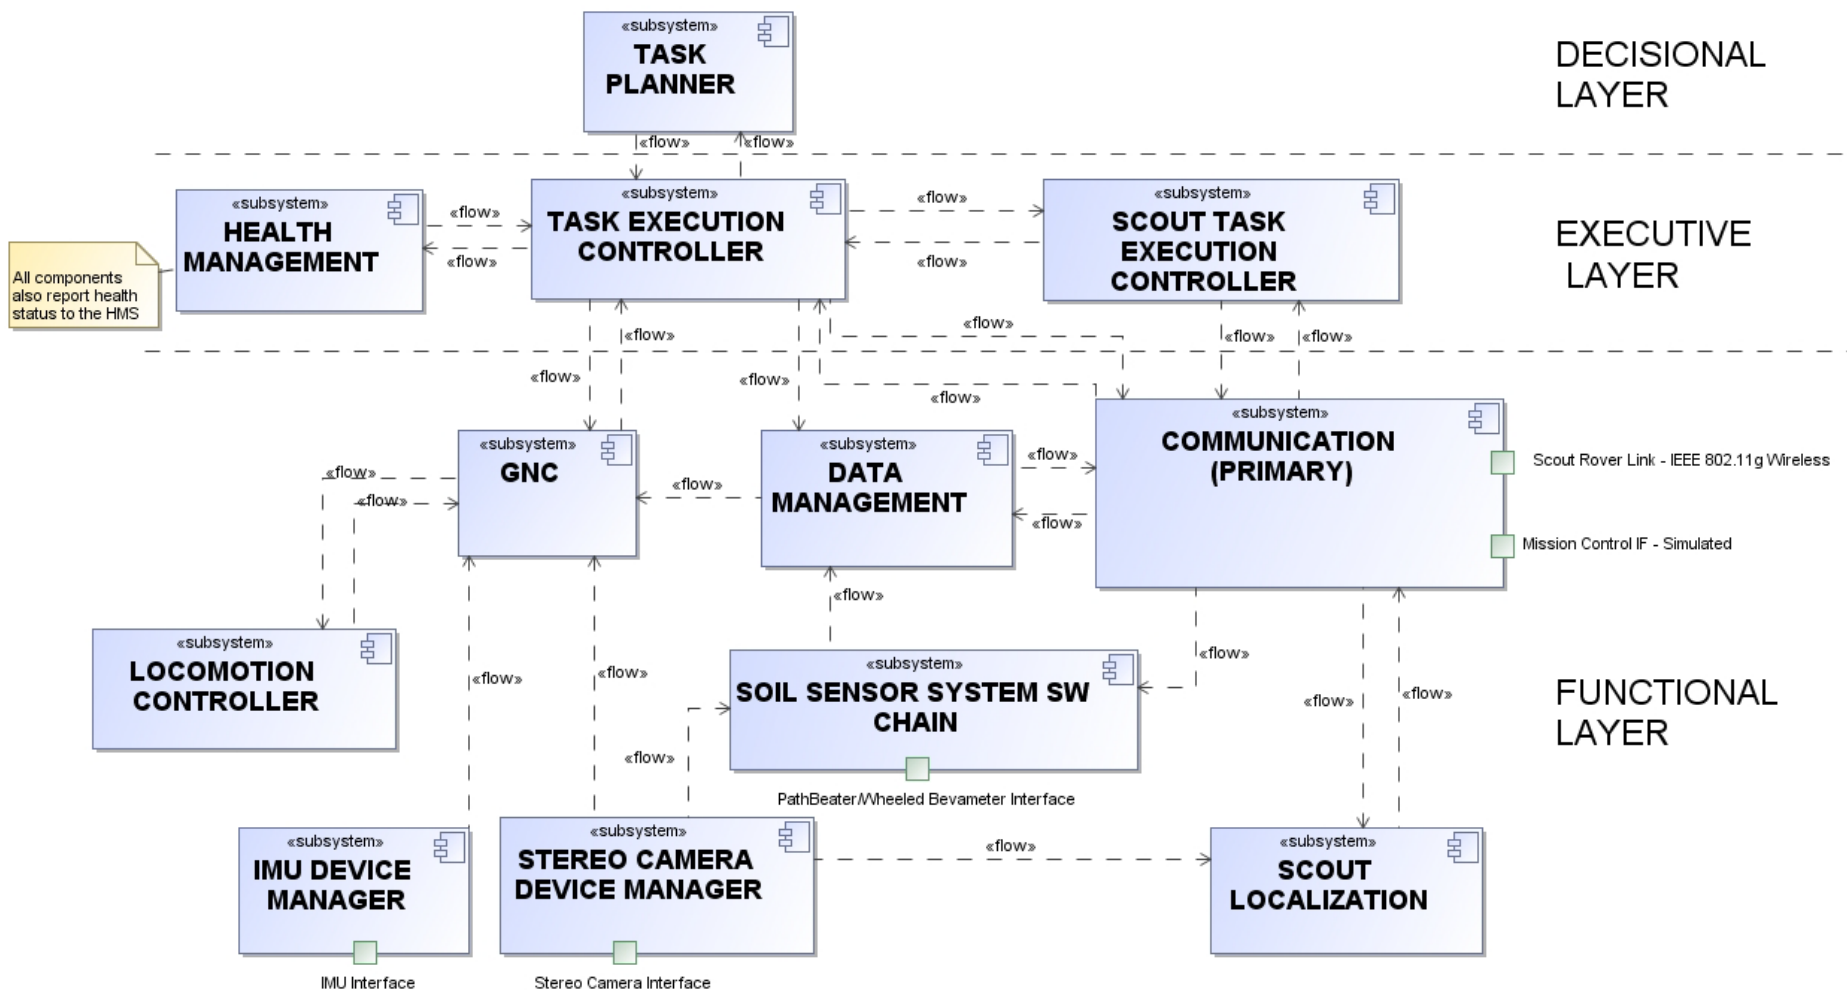 «subsystem»
TASK
PLANNER
DECISIONAL
LAYER
«flow»
«flow»
«subsystem»
HEALTH
MANAGEMENT
«flow»
«flow»
«subsystem»
TASK EXECUTION
CONTROLLER
«flow»
«flow»
«subsystem»
SCOUT TASK
EXECUTION
CONTROLLER
EXECUTIVE
LAYER
All components
also report health
status to the HMS
«flow»
«flow»
«flow»
«flow»
«flow»
«flow»
«flow»
«subsystem»
GNC
«flow»
«subsystem»
DATA
MANAGEMENT
«flow»
«flow»
«subsystem»
COMMUNICATION
(PRIMARY)
Scout Rover Link - IEEE 802.11g Wireless
Mission Control IF - Simulated
«flow»
«flow»
«flow»
«subsystem»
LOCOMOTION
CONTROLLER
«flow»
«flow»
«subsystem»
SOIL SENSOR SYSTEM SW
CHAIN
«flow»
«flow»
«flow»
FUNCTIONAL
LAYER
«flow»
PathBeater/Wheeled Bevameter Interface
«subsystem»
IMU DEVICE
MANAGER
IMU Interface
«subsystem»
STEREO CAMERA
DEVICE MANAGER
Stereo Camera Interface
«flow»
«subsystem»
SCOUT
LOCALIZATION